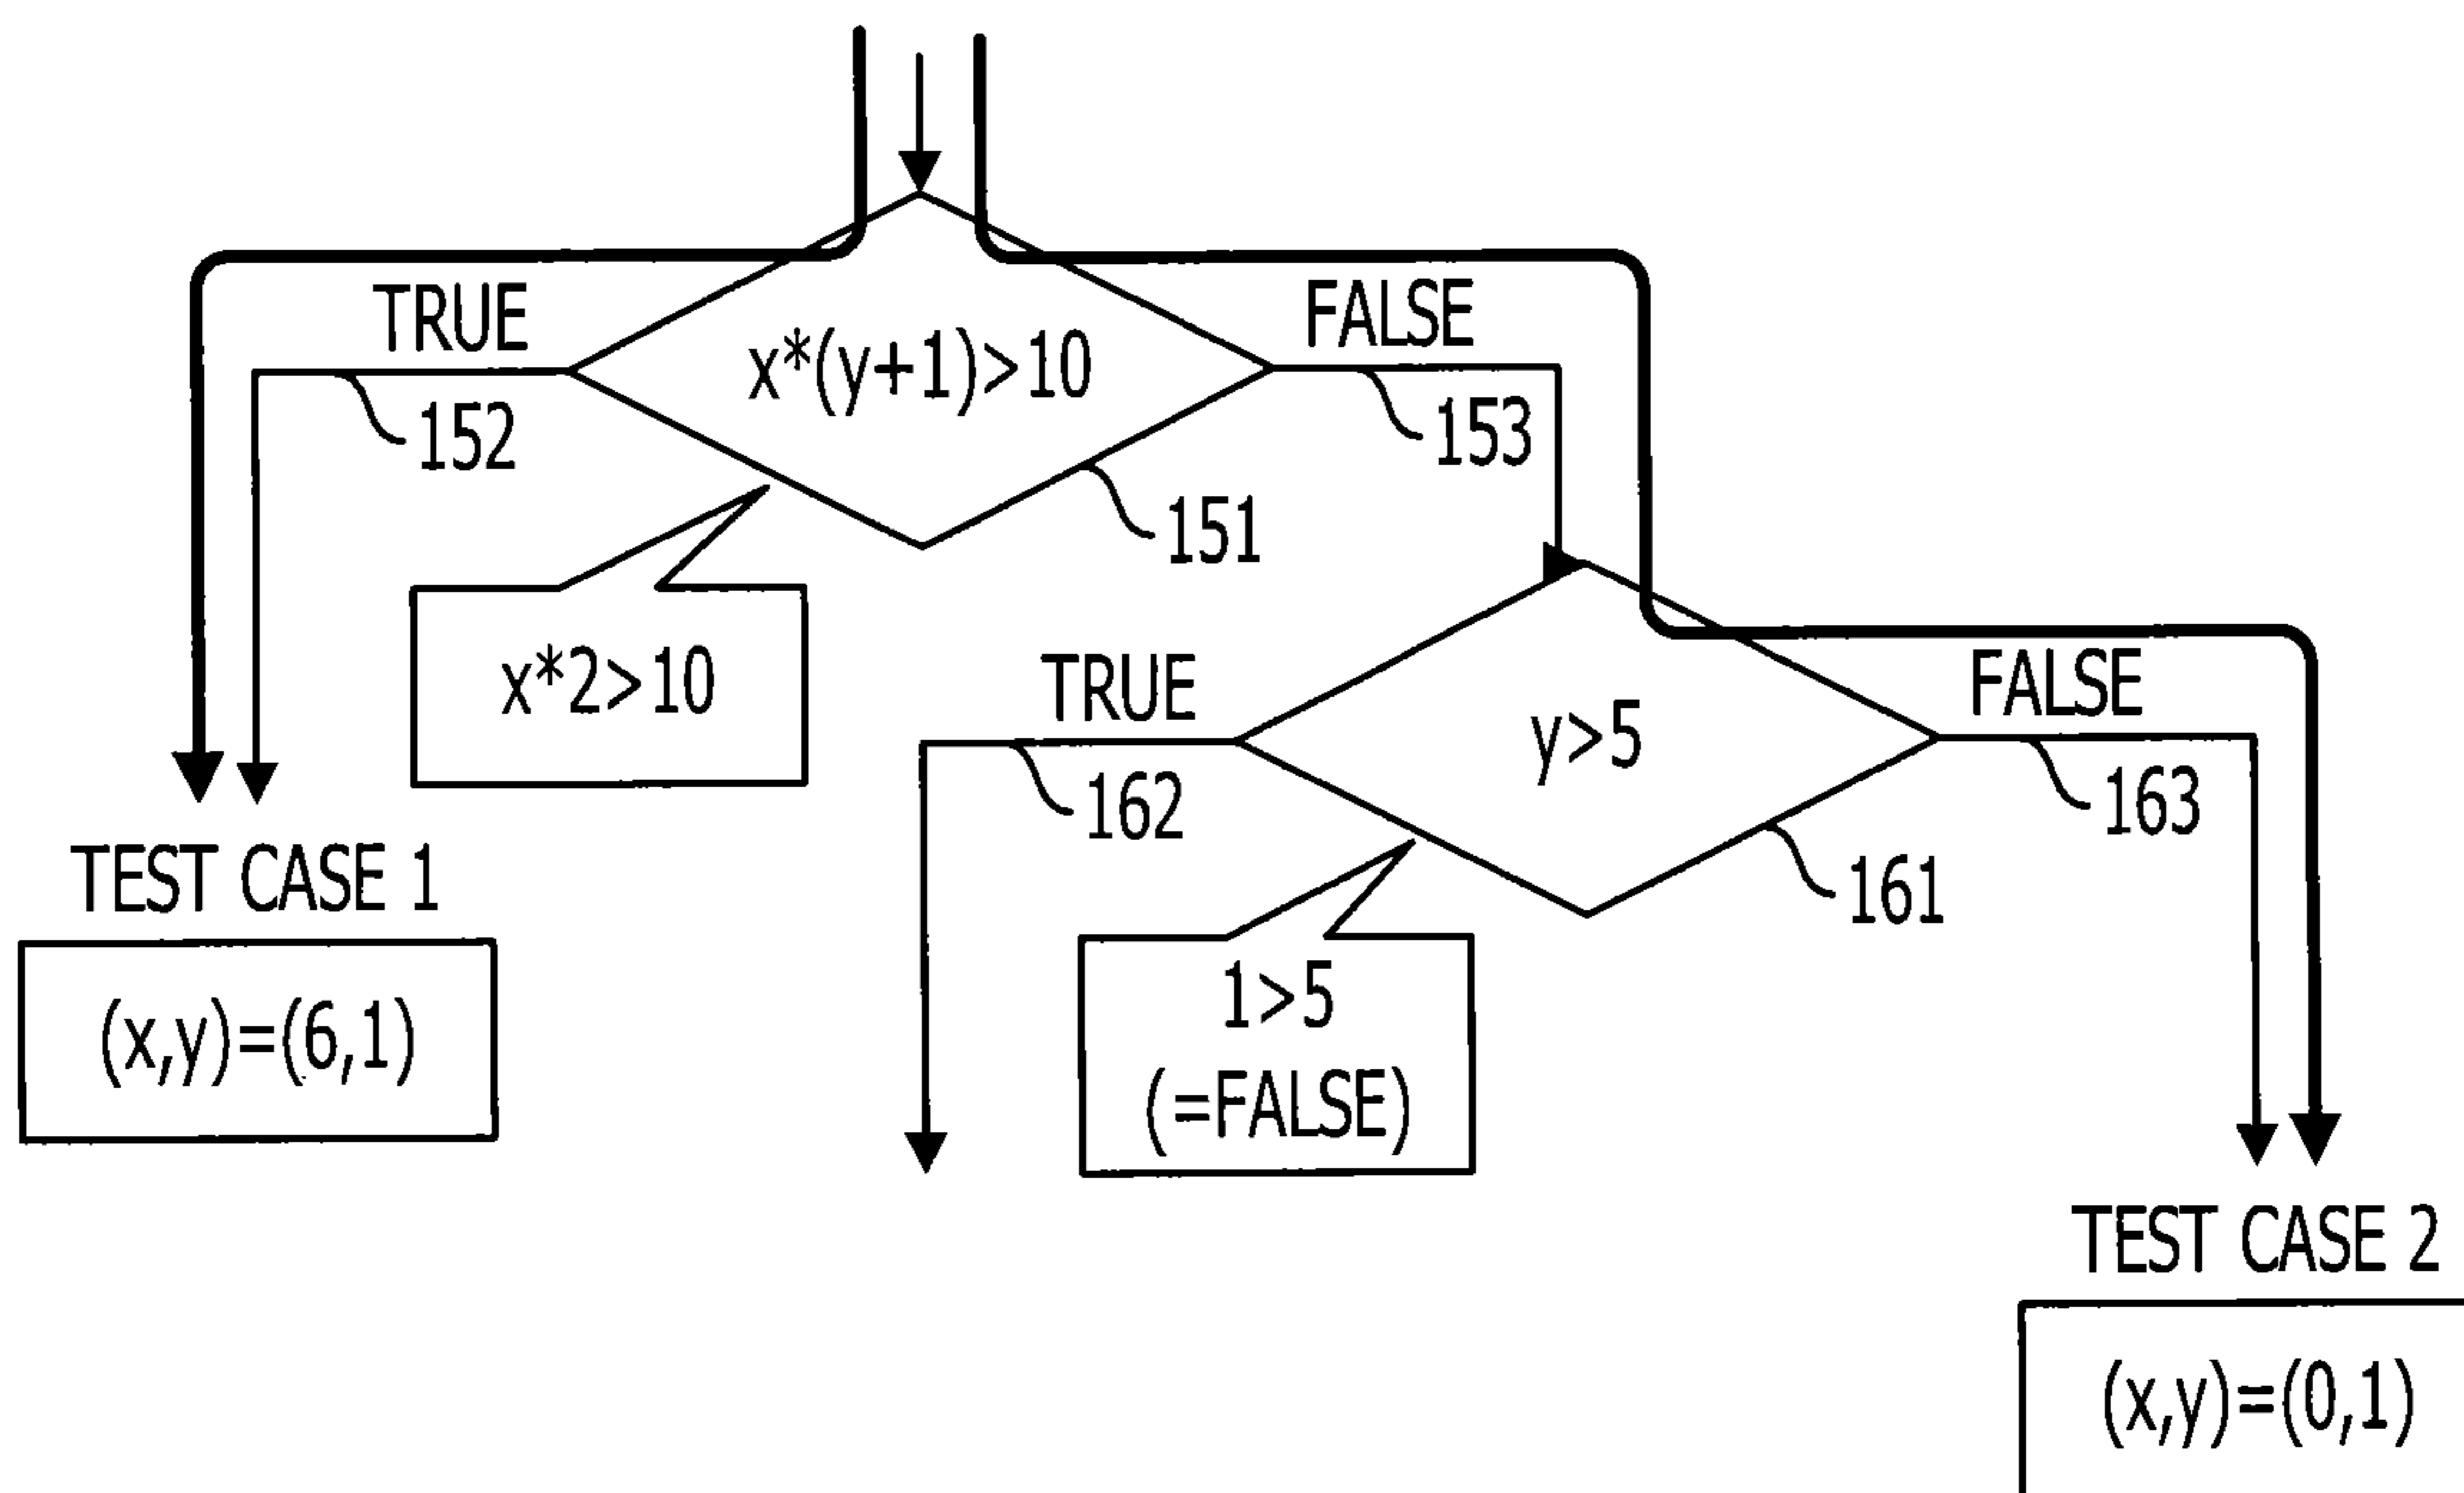 TRUE
x*(y+1)>10
FALSE
152
153
151
x*2>10
TRUE
y>5
FALSE
162
163
161
TEST CASE 1
(x,y)=(6,1)
1>5
(=FALSE)
TEST CASE 2
(x,y)=(0,1)